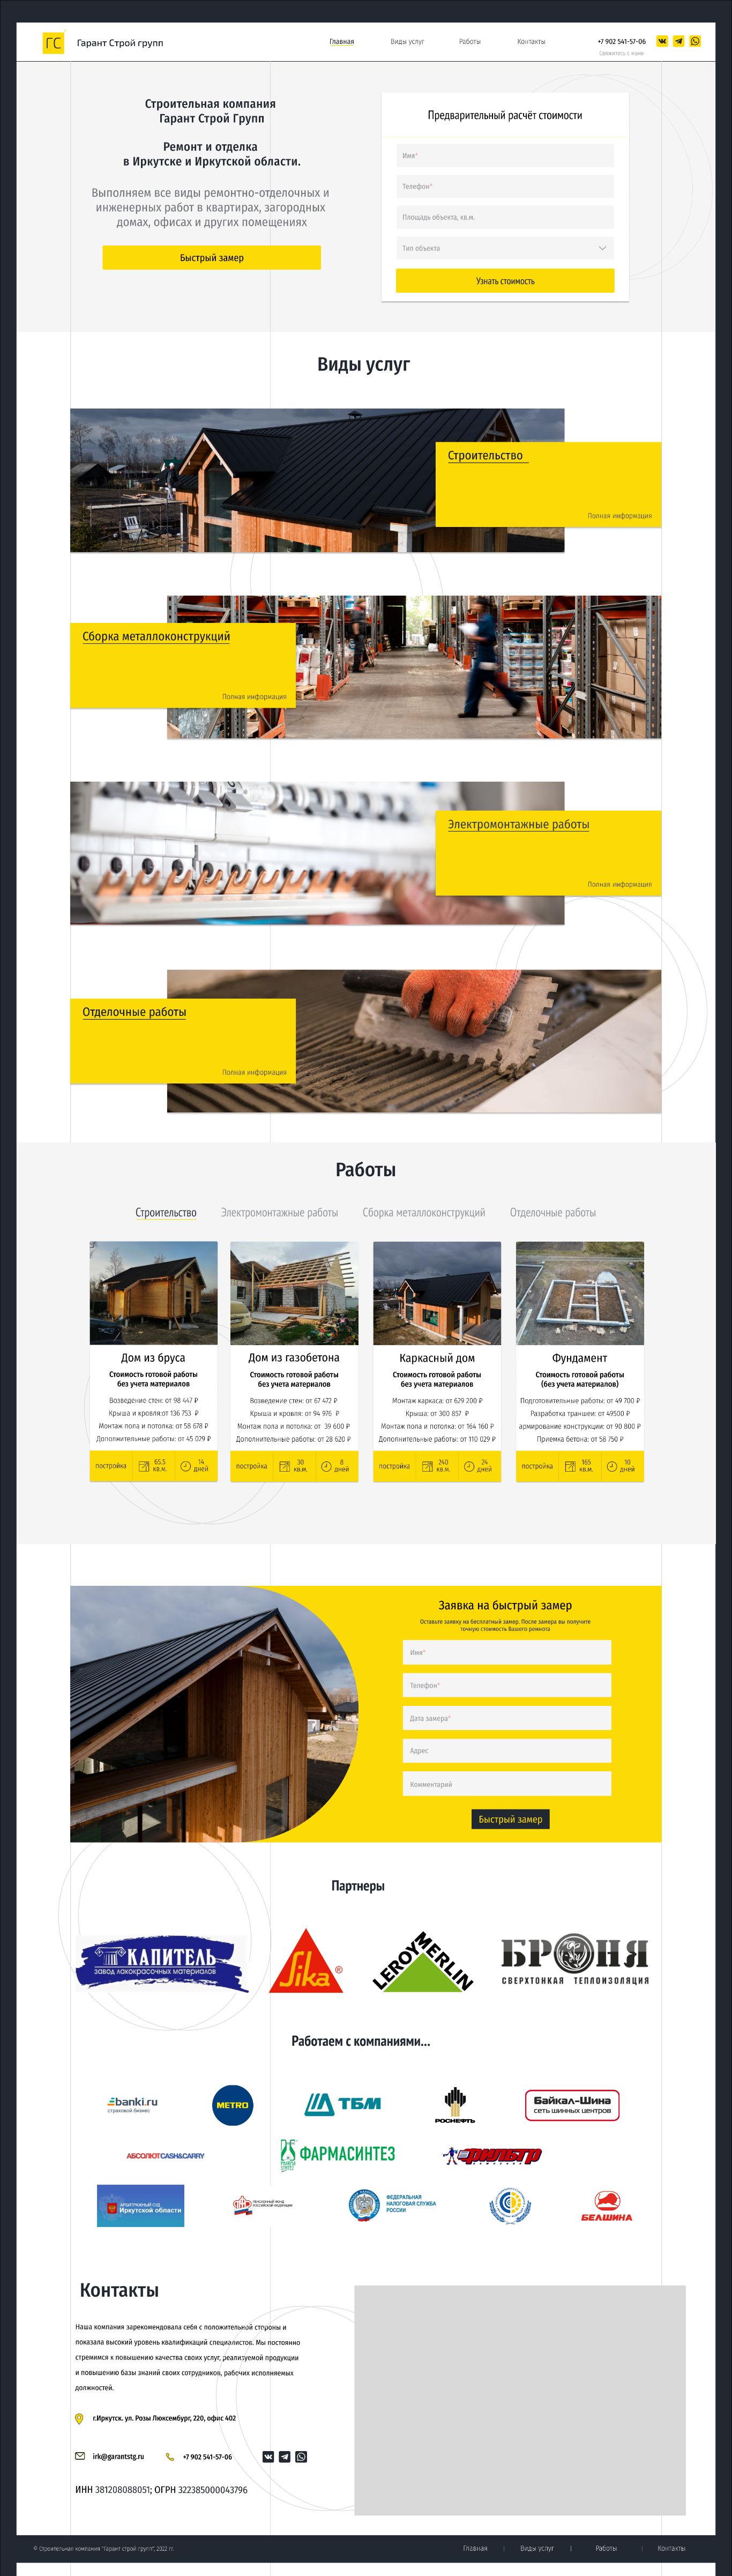 ГС
Гарант Строй групп
Главная
Виды услуг
Работы
Контакты
+7 902 541-57-06
Свяжитесь с нами
Строительная компания
Гарант Строй Групп
Ремонт и отделка
в Иркутске и Иркутской области.
Выполняем все виды ремонтно-отделочных и
инженерных работ в квартирах, загородных
домах, офисах и других помещениях
Быстрый замер
Предварительный расчёт стоимости
Имя*
Телефон*
Площадь объекта, кв.м.
Тип объекта
Узнать стоимость
Виды услуг
Строительство
Полная информация
Сборка металлоконструкций
Полная информация
Электромонтажные работы
Полная информация
Отделочные работы
Полная информация
Работы
Строительство
Электромонтажные работы
Сборка металлоконструкций
Отделочные работы
Дом из бруса
Стоимость готовой работы
без учета материалов
Возведение стен: от 98 447 ₽
Крыша и кровля:от 136 753 ₽
Монтаж пола и потолка: от 58 678 ₽
Дополнительные работы: от 45 029 ₽
постройка
65.5
кв.м.
14
дней
Дом из газобетона
Стоимость готовой работы
без учета материалов
Возведение стен: от 67 472 ₽
Крыша и кровля: от 94 976 ₽
Монтаж пола и потолка: от 39 600 ₽
Дополнительные работы: от 28 620 ₽
постройка
30
кв.м.
8
дней
Каркасный дом
Стоимость готовой работы
без учета материалов
Монтаж каркаса: от 629 200 ₽
Крыша: от 300 857 ₽
Монтаж пола и потолка: от 164 160 ₽
Дополнительные работы: от 110 029 ₽
постройка
240
кв.м.
24
дней
Фундамент
Стоимость готовой работы
(без учета материалов)
Подготовительные работы: от 49 700 ₽
Разработка траншеи: от 49500 ₽
армирование конструкции: от 90 800 ₽
Приемка бетона: от 58 750 ₽
постройка
165
кв.м.
10
дней
Заявка на быстрый замер
Оставьте заявку на бесплатный замер. После замера вы получите
точную стоимость Вашего ремонта
Имя*
Телефон*
Дата замера*
Адрес
Комментарий
Быстрый замер
Партнеры
КАПИТЕЛЬ
завод лакокрасочных материалов
Sika®
LEROY MERLIN
БРОНЯ
СВЕРХТОНКАЯ ТЕПЛОИЗОЛЯЦИЯ
Работаем с компаниями...
banki.ru
страховой бизнес
METRO
ТБМ
РОСНЕФТЬ
Байкал-Шина
сеть шинных центров
АБСОЛЮТCASH&CARRY
ФАРМАСИНТЕЗ
ФИЛЬТР
АРБИТРАЖНЫЙ СУД
Иркутской области
ПЕНСИОННЫЙ ФОНД
РОССИЙСКОЙ ФЕДЕРАЦИИ
ФЕДЕРАЛЬНАЯ
НАЛОГОВАЯ СЛУЖБА
РОССИИ
БЕЛШИНА
Контакты
Наша компания зарекомендовала себя с положительной стороны и
показала высокий уровень квалификаций специалистов. Мы постоянно
стремимся к повышению качества своих услуг, реализуемой продукции
и повышению базы знаний своих сотрудников, рабочих исполняемых
должностей.
г.Иркутск. ул. Розы Люксембург, 220, офис 402
irk@garantstg.ru
+7 902 541-57-06
ИНН 381208088051; ОГРН 322385000043796
© Строительная компания "Гарант строй групп", 2022 гг.
Главная
|
Виды услуг
|
Работы
|
Контакты